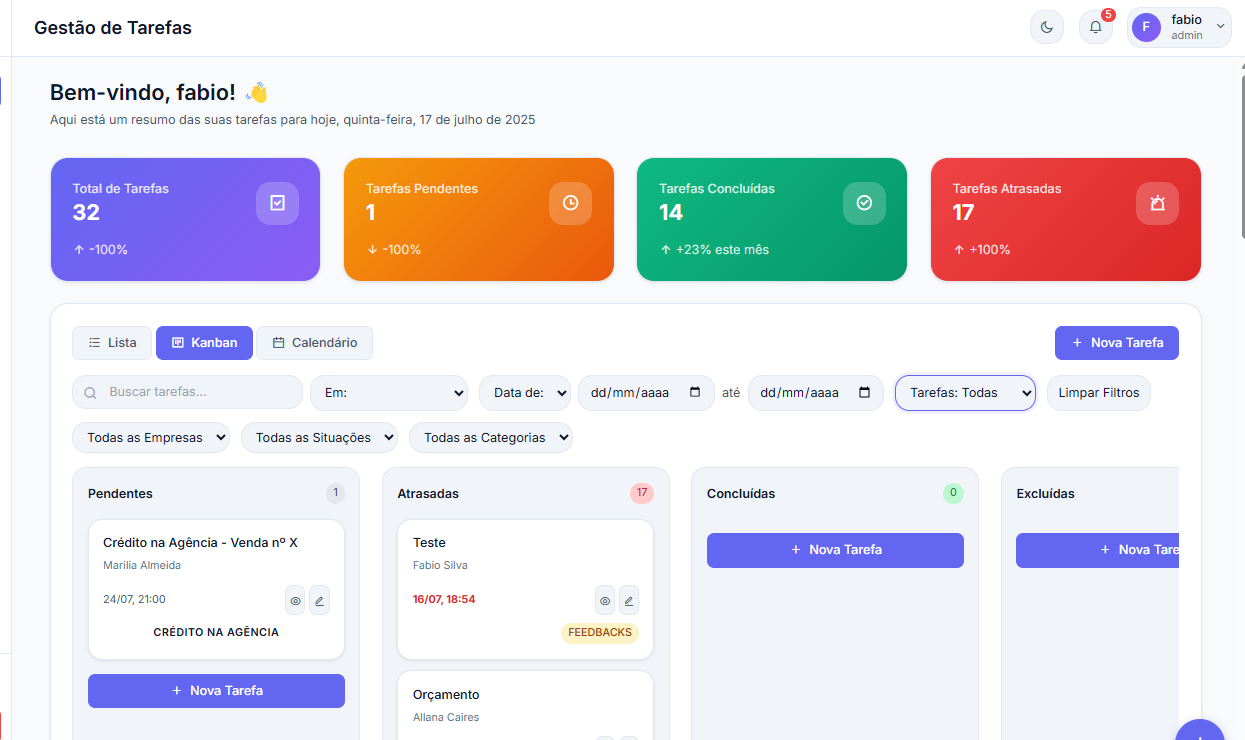 Gestão de Tarefas
5
F
fabio
admin
Bem-vindo, fabio! 👋
Aqui está um resumo das suas tarefas para hoje, quinta-feira, 17 de julho de 2025
Total de Tarefas
32
↑ -100%
Tarefas Pendentes
1
↓ -100%
Tarefas Concluídas
14
↑ +23% este mês
Tarefas Atrasadas
17
↑ +100%
Lista Kanban Calendário + Nova Tarefa
Buscar tarefas... Em: Data de: dd/mm/aaaa até dd/mm/aaaa Tarefas: Todas Limpar Filtros
Todas as Empresas Todas as Situações Todas as Categorias
Pendentes 1
Crédito na Agência - Venda nº X
Marilia Almeida
24/07, 21:00
CRÉDITO NA AGÊNCIA
+ Nova Tarefa
Atrasadas 17
Teste
Fabio Silva
16/07, 18:54
FEEDBACKS
Orçamento
Allana Caires
Concluídas 0
+ Nova Tarefa
Excluídas
+ Nova Tare